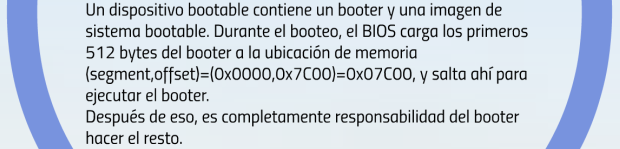 Un dispositivo bootable contiene un booter y una imagen de
sistema bootable. Durante el booteo, el BIOS carga los primeros
512 bytes del booter a la ubicación de memoria
(segment,offset)=(0x0000,0x7C00)=0x07C00, y salta ahí para
ejecutar el booter.
Después de eso, es completamente responsabilidad del booter
hacer el resto.